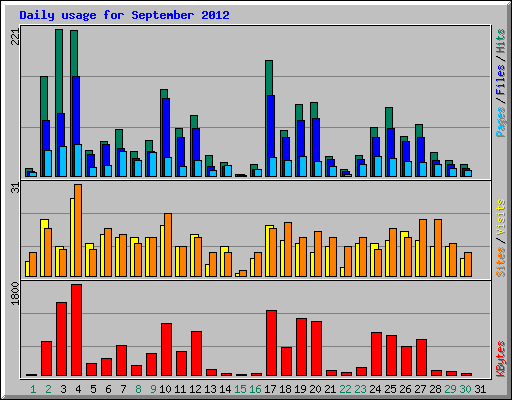 Daily usage for September 2012
221
Pages / Files / Hits
31
Sites / Visits
1800
KBytes
1 2 3 4 5 6 7 8 9 10 11 12 13 14 15 16 17 18 19 20 21 22 23 24 25 26 27 28 29 30 31